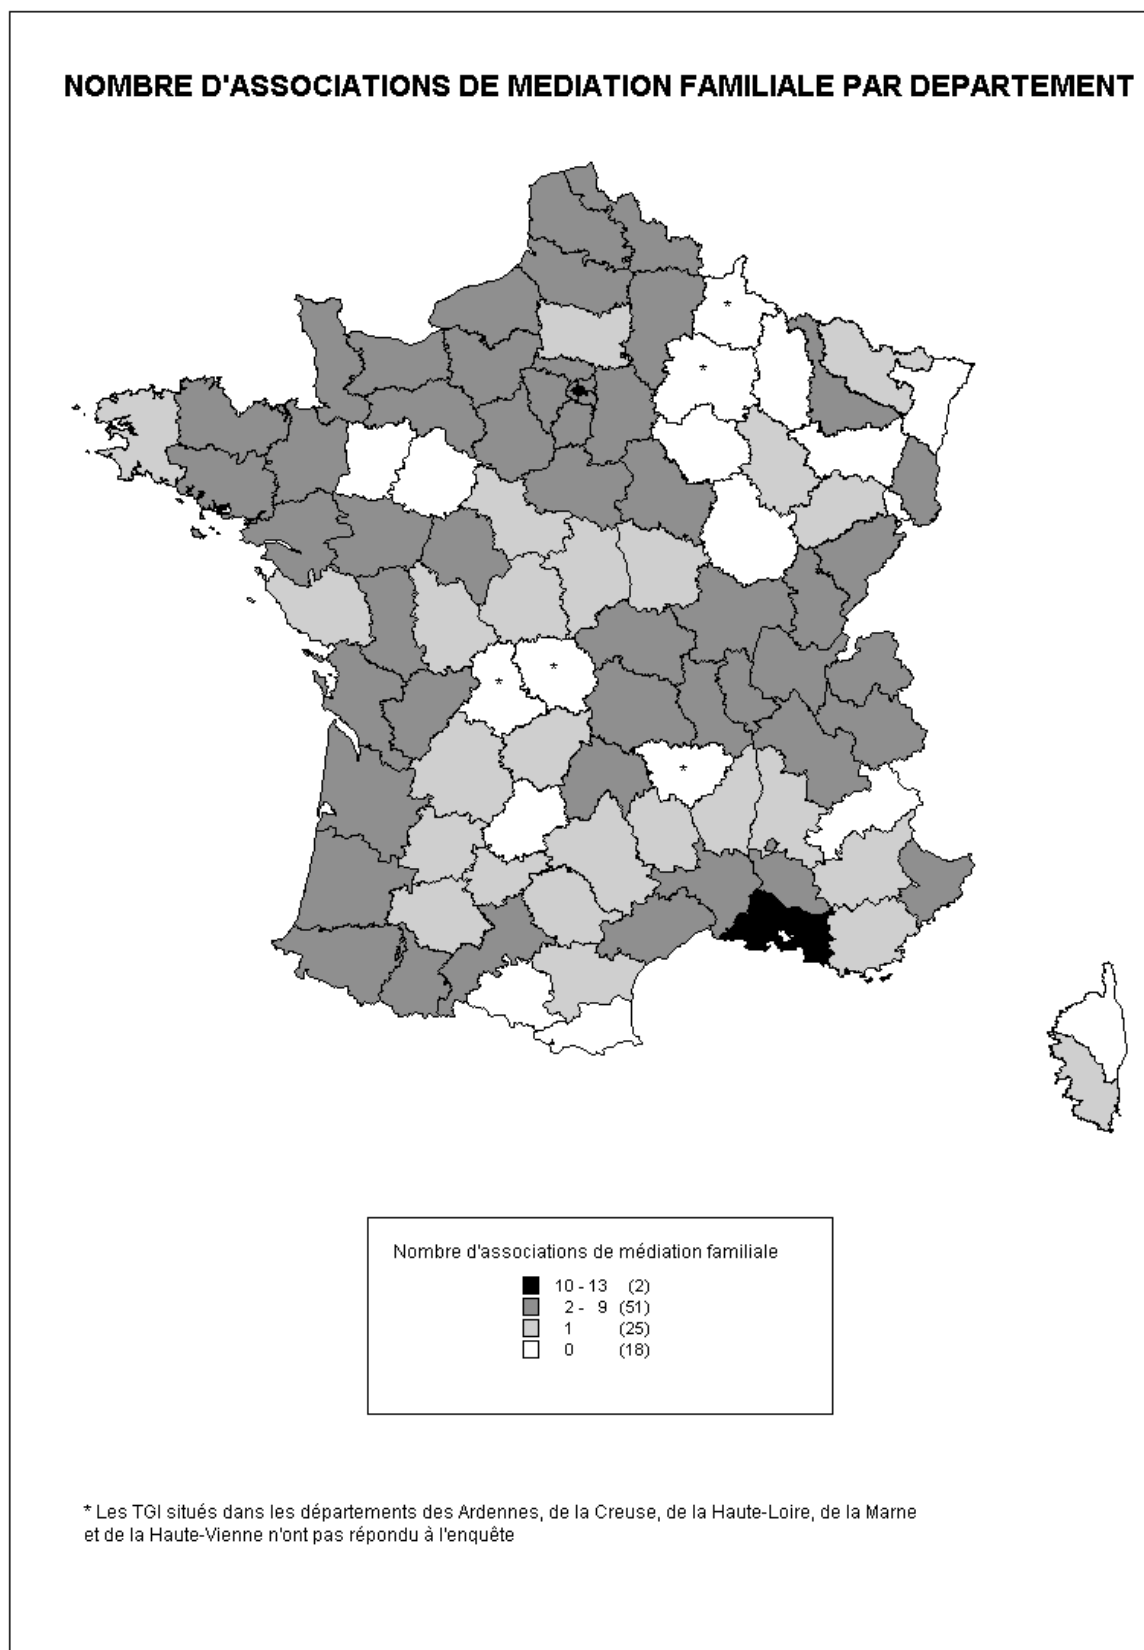 NOMBRE D'ASSOCIATIONS DE MEDIATION FAMILIALE PAR DEPARTEMENT
*
*
*
*
*
Nombre d'associations de médiation familiale
10 - 13 (2)
2 - 9 (51)
1 (25)
0 (18)
* Les TGI situés dans les départements des Ardennes, de la Creuse, de la Haute-Loire, de la Marne
et de la Haute-Vienne n'ont pas répondu à l'enquête